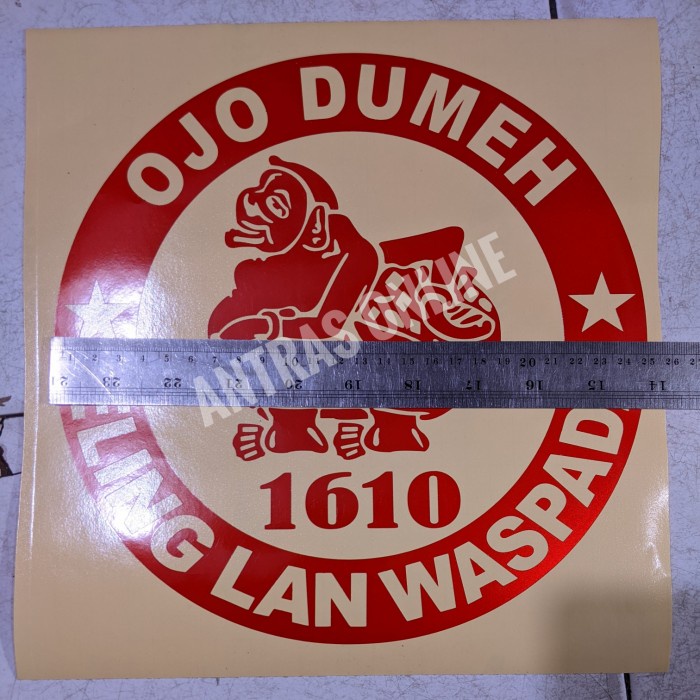 OJO DUMEH
1610
ELING LAN WASPADA
ANTRAS ONLINE